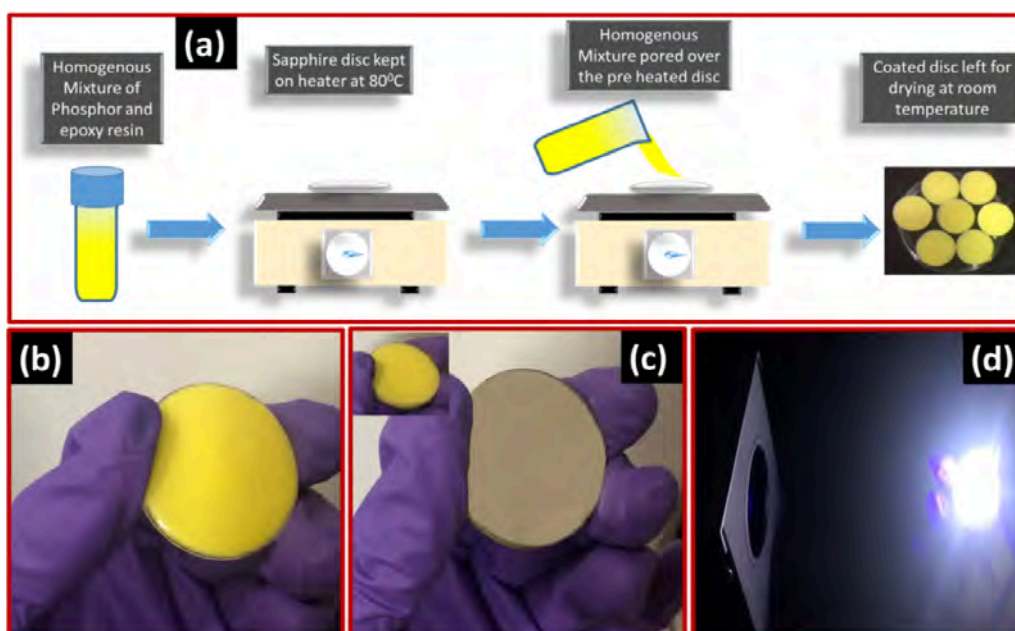 (a)
Homogenous
Mixture of
Phosphor and
epoxy resin
Sapphire disc kept
on heater at 80⁰C
Homogenous
Mixture pored over
the pre heated disc
Coated disc left for
drying at room
temperature
(b)
(c)
(d)